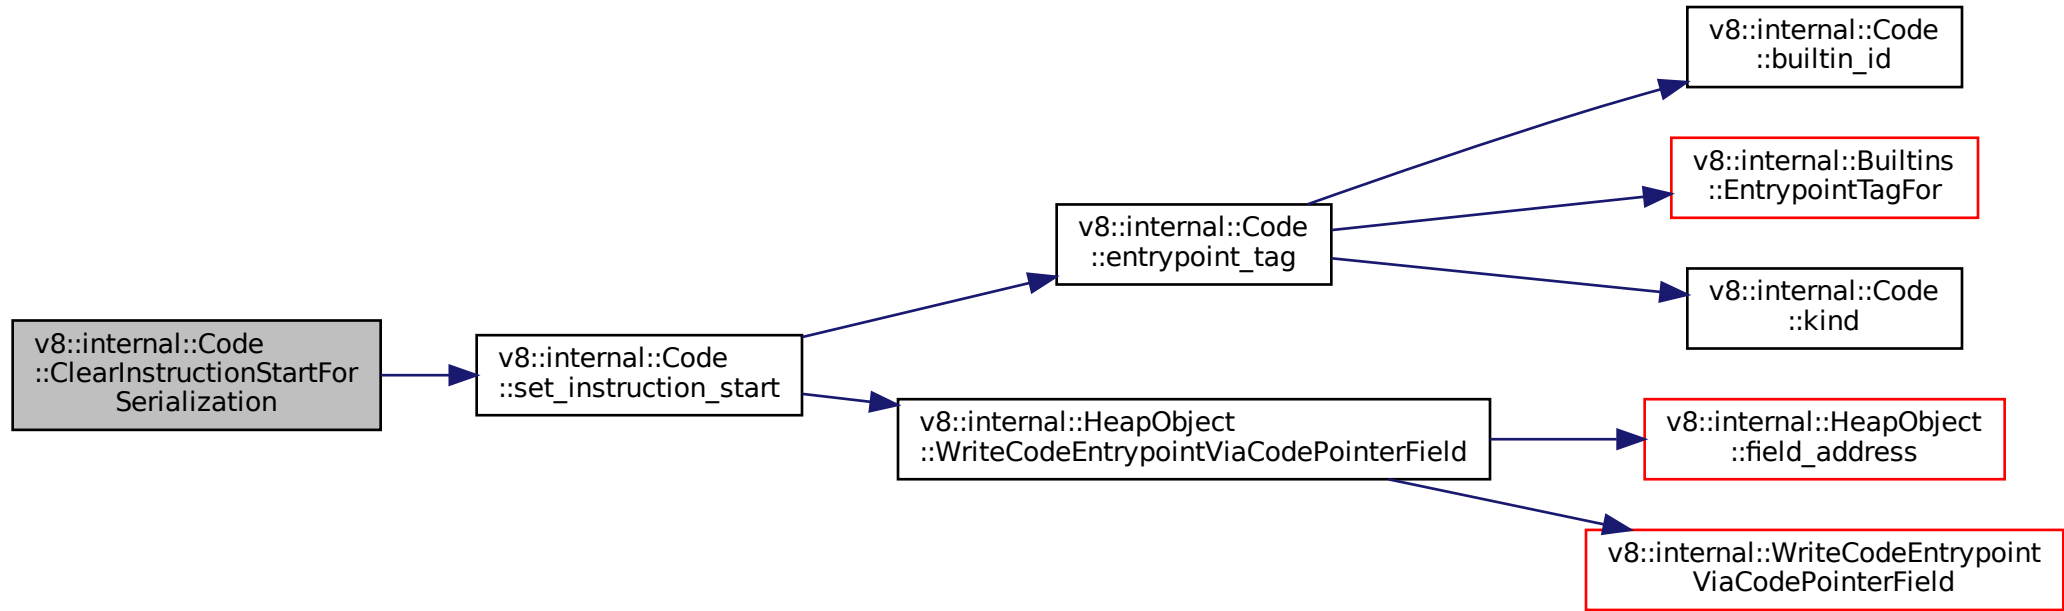 v8::internal::Code
::ClearInstructionStartFor
Serialization
v8::internal::Code
::set_instruction_start
v8::internal::Code
::entrypoint_tag
v8::internal::Code
::builtin_id
v8::internal::Builtins
::EntrypointTagFor
v8::internal::Code
::kind
v8::internal::HeapObject
::WriteCodeEntrypointViaCodePointerField
v8::internal::HeapObject
::field_address
v8::internal::WriteCodeEntrypoint
ViaCodePointerField